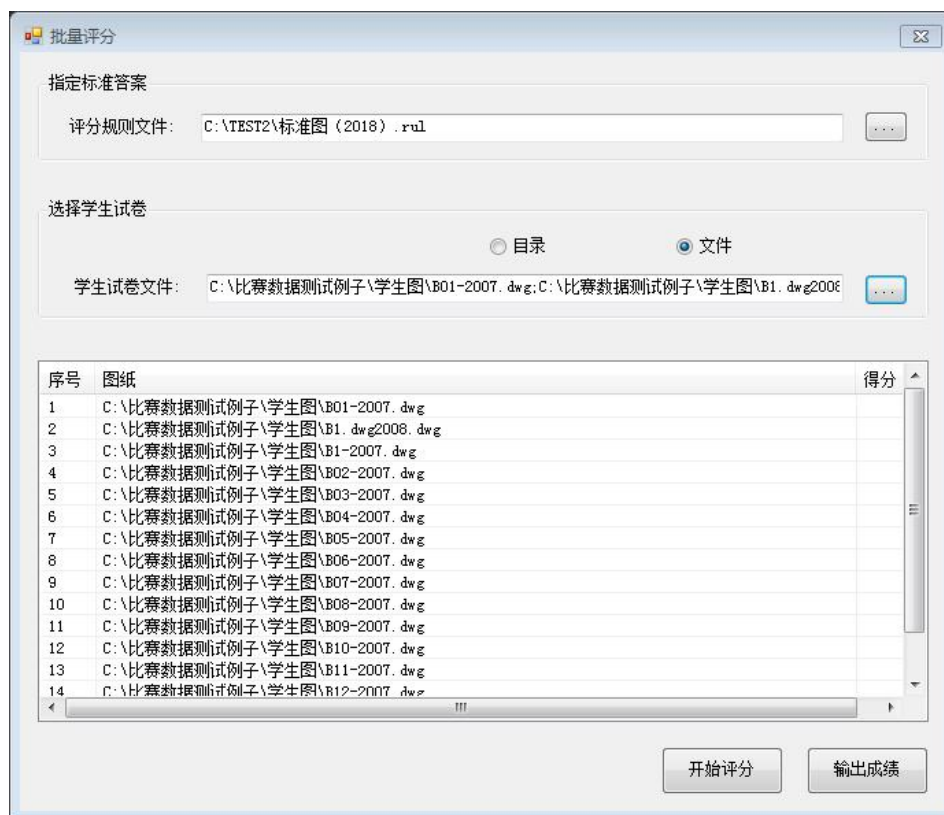 批量评分
指定标准答案
评分规则文件: C:\TEST2\标准图（2018）.rul ...
选择学生试卷
目录 文件
学生试卷文件: C:\比赛数据测试例子\学生图\B01-2007.dwg;C:\比赛数据测试例子\学生图\B1.dwg2008 ...
序号 图纸 得分
1 C:\比赛数据测试例子\学生图\B01-2007.dwg
2 C:\比赛数据测试例子\学生图\B1.dwg2008.dwg
3 C:\比赛数据测试例子\学生图\B1-2007.dwg
4 C:\比赛数据测试例子\学生图\B02-2007.dwg
5 C:\比赛数据测试例子\学生图\B03-2007.dwg
6 C:\比赛数据测试例子\学生图\B04-2007.dwg
7 C:\比赛数据测试例子\学生图\B05-2007.dwg
8 C:\比赛数据测试例子\学生图\B06-2007.dwg
9 C:\比赛数据测试例子\学生图\B07-2007.dwg
10 C:\比赛数据测试例子\学生图\B08-2007.dwg
11 C:\比赛数据测试例子\学生图\B09-2007.dwg
12 C:\比赛数据测试例子\学生图\B10-2007.dwg
13 C:\比赛数据测试例子\学生图\B11-2007.dwg
14 C:\比赛数据测试例子\学生图\B12-2007.dwg
开始评分 输出成绩